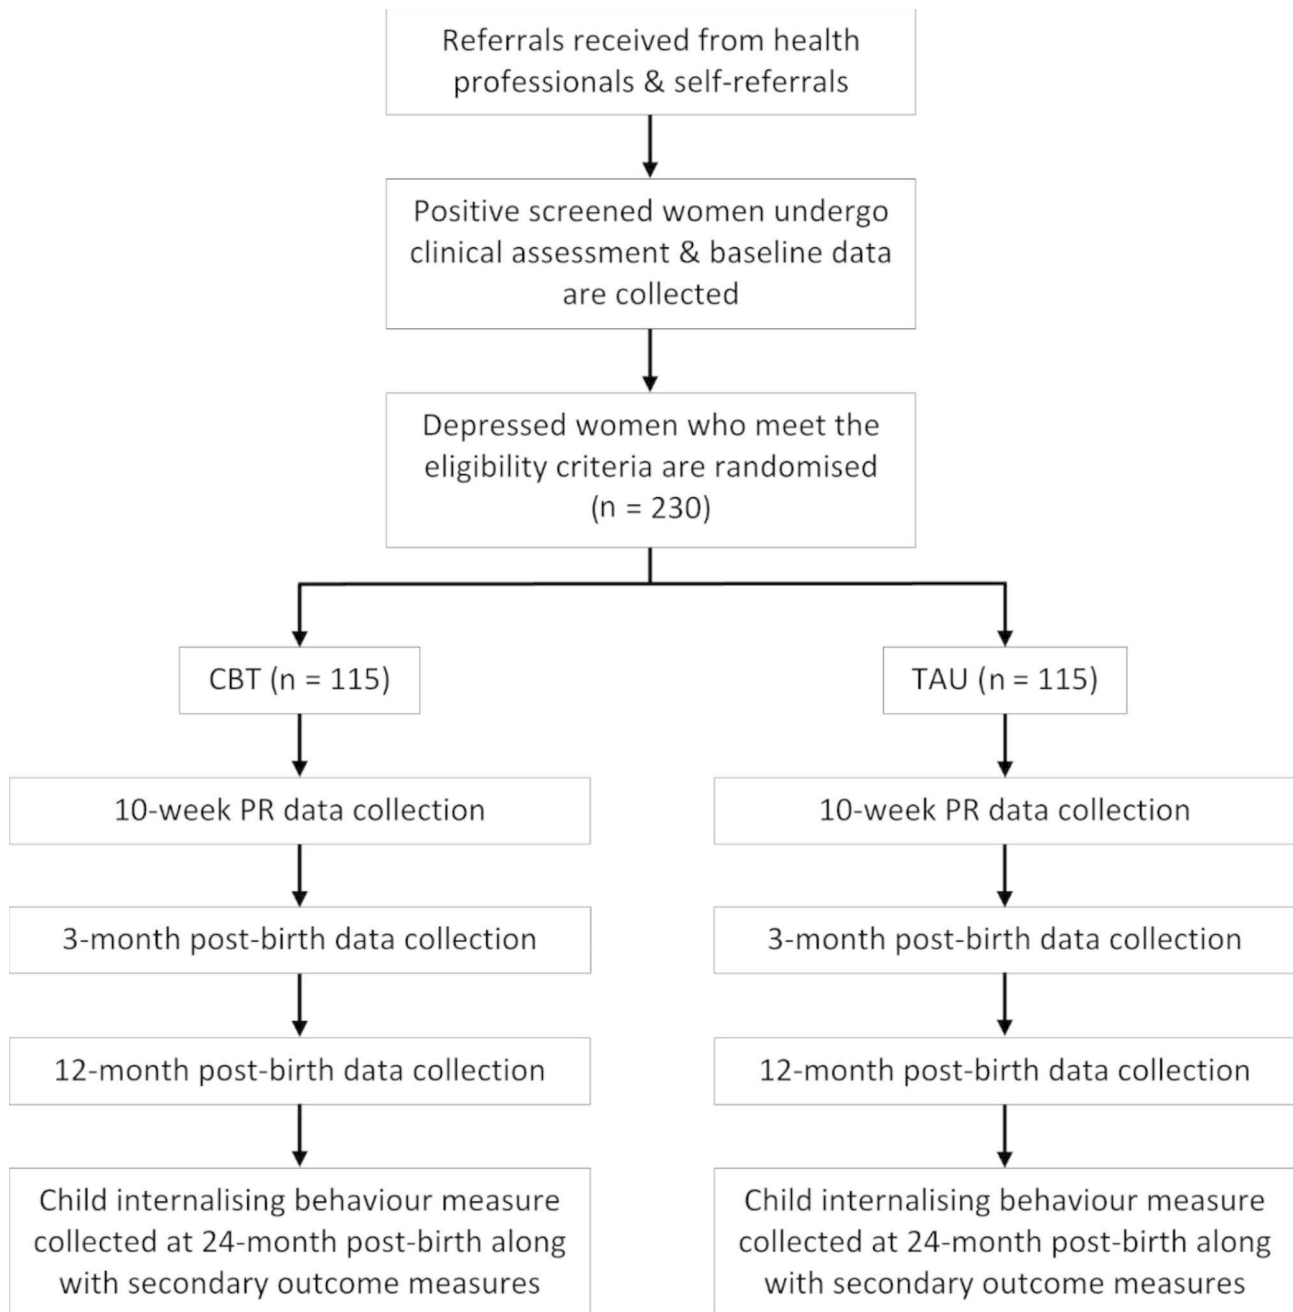 Referrals received from health
professionals & self-referrals
Positive screened women undergo
clinical assessment & baseline data
are collected
Depressed women who meet the
eligibility criteria are randomised
(n = 230)
CBT (n = 115)
TAU (n = 115)
10-week PR data collection
10-week PR data collection
3-month post-birth data collection
3-month post-birth data collection
12-month post-birth data collection
12-month post-birth data collection
Child internalising behaviour measure
collected at 24-month post-birth along
with secondary outcome measures
Child internalising behaviour measure
collected at 24-month post-birth along
with secondary outcome measures